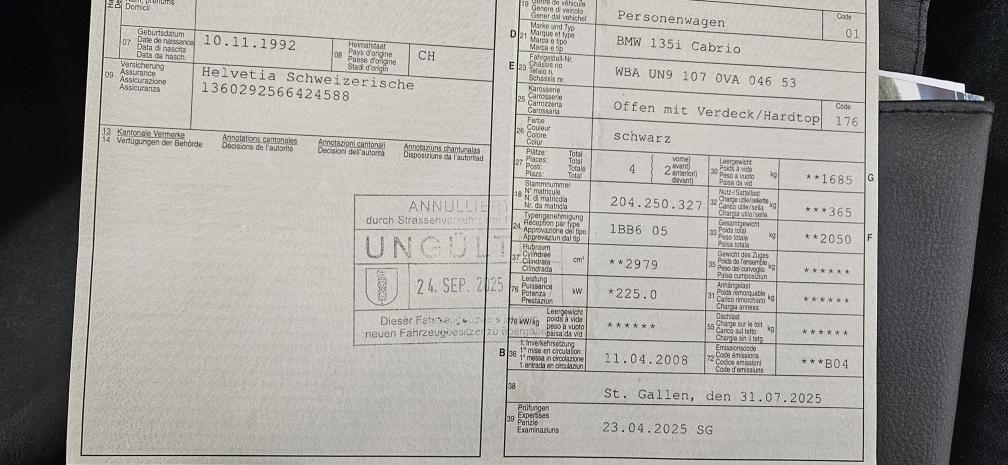 Domicil
07 Geburtsdatum
Date de naissance
Data di nascita
Data da nasch.
10.11.1992
08 Heimatstaat
Pays d'origine
Paese d'origine
Stadi d'origin
CH
09 Versicherung
Assurance
Assicurazione
Assicuranza
Helvetia Schweizerische
1360292566424588
13 Kantonale Vermerke
14 Verfügungen der Behörde
Annotations cantonales
Décisions de l'autorité
Annotazioni cantonali
Decisioni dell'autorità
Annotaziuns chantunalas
Disposiziuns da l'autoritad
ANNULLIERT
durch Strassenverkehrs
UNGÜLT
24. SEP. 2025
Dieser Fahrzeugausweis
neuen Fahrzeugbesitzer zu
19 Genre de véhicule
Genere di veicolo
Gener dal vehichel
Personenwagen
Code
01
D 21 Marke und Typ
Marque et type
Marca e tipo
Marca e tip
BMW 135i Cabrio
E 23 Fahrgestell-Nr.
Châssis no
Telaio n.
Schassis nr.
WBA UN9 107 0VA 046 53
25 Karosserie
Carrosserie
Carrozzeria
Carossaria
Offen mit Verdeck/Hardtop
Code
176
26 Farbe
Couleur
Colore
Colur
schwarz
27 Plätze: Total
Places: Total
Posti: Totale
Plazs: Total
4
2
vorne)
avant)
anteriori)
davant)
30 Leergewicht
Poids à vide
Peso a vuoto
Paisa da vid
kg
**1685
G
18 Stammnummer
N° matricule
N. di matricola
Nr. da matricla
204.250.327
32 Nutz-/Sattellast
Charge utile/sellette
Carico utile/sella
Chargia utila/sella
kg
***365
24 Typengenehmigung
Réception par type
Approvazione del tipo
Approvaziun dal tip
1BB6 05
33 Gesamtgewicht
Poids total
Peso totale
Paisa totala
kg
**2050
F
37 Hubraum
Cylindrée
Cilindrata
Cilindrada
cm³
**2979
35 Gewicht des Zuges
Poids de l'ensemble
Peso del convoglio
Paisa cumposiziun
kg
******
76 Leistung
Puissance
Potenza
Prestaziun
kW
*225.0
31 Anhängelast
Poids remorquable
Carico rimorchiato
Chargia annexa
kg
******
78 kW/kg
Leergewicht
poids à vide
peso a vuoto
paisa da vid
******
55 Dachlast
Charge sur le toit
Carico sul tetto
Chargia sin il tetg
kg
******
B 36 1. Inverkehrsetzung
1re mise en circulation
1a messa in circolazione
1. entrada en circulaziun
11.04.2008
72 Emissionscode
Code émissions
Codice emissioni
Code d'emissiuns
***B04
38
St. Gallen, den 31.07.2025
39 Prüfungen
Expertises
Perizie
Examinaziuns
23.04.2025 SG